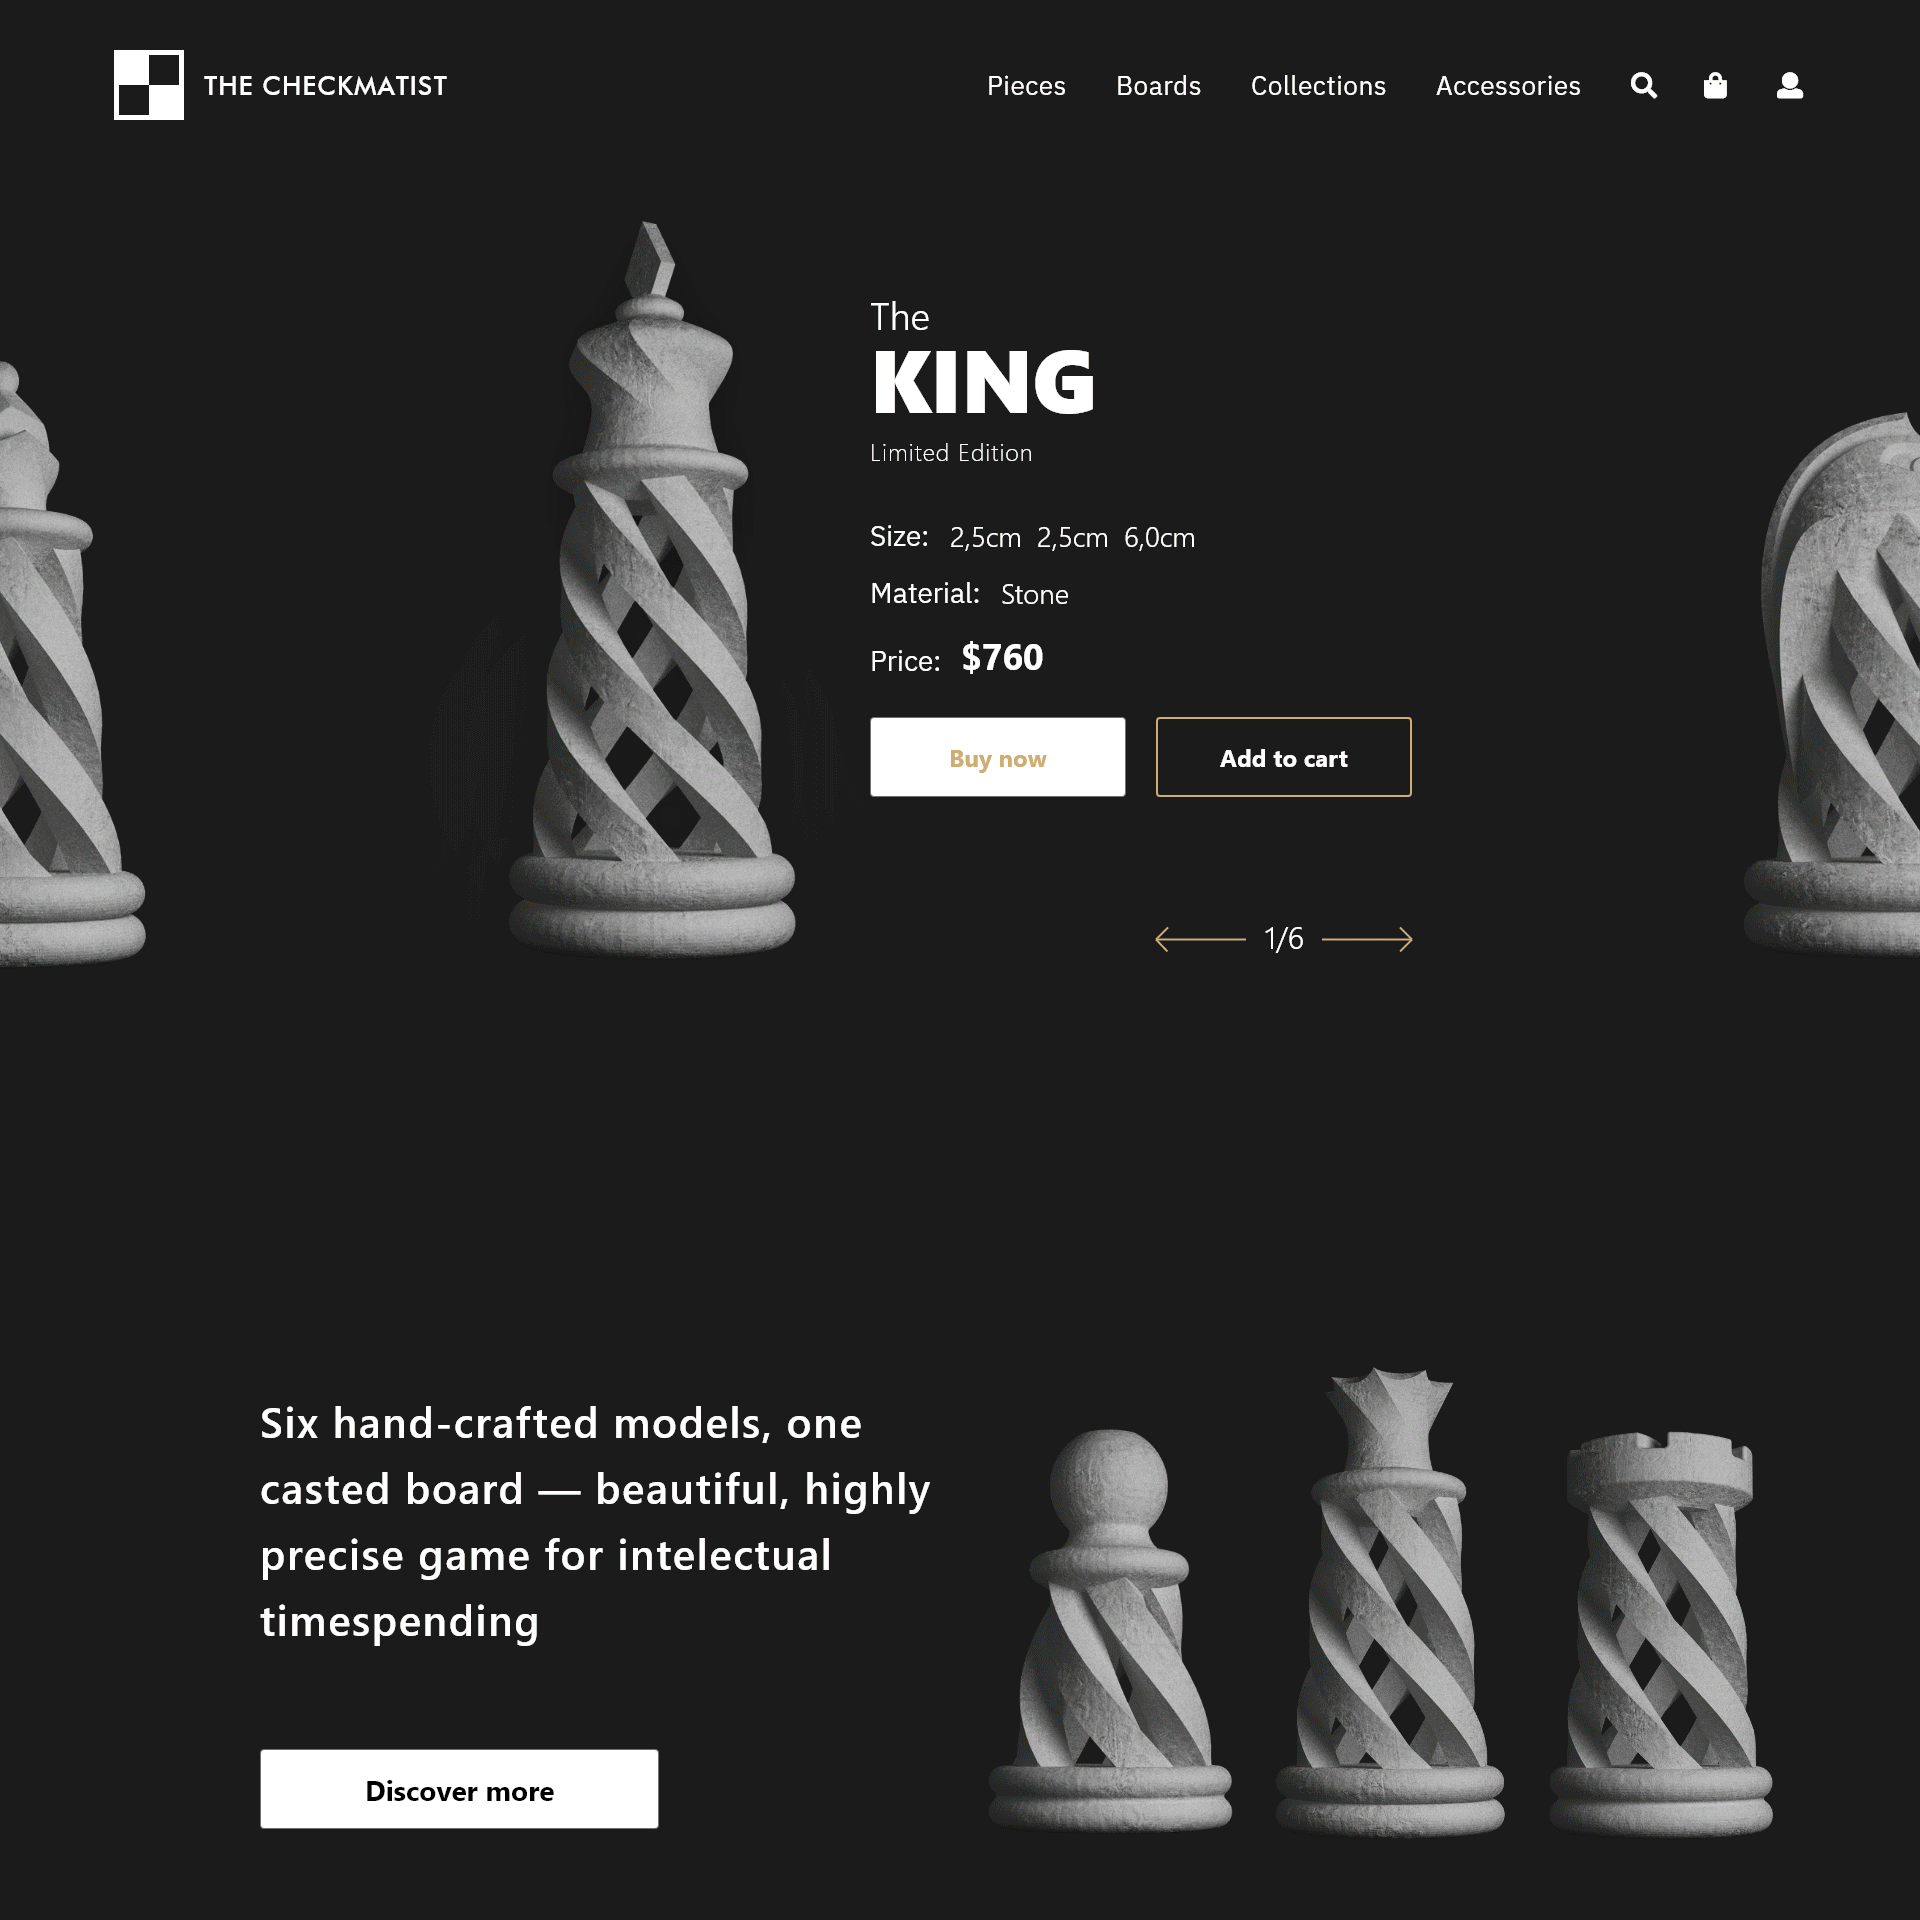 THE CHECKMATIST
Pieces Boards Collections Accessories
The
KING
Limited Edition
Size: 2,5cm 2,5cm 6,0cm
Material: Stone
Price: $760
Buy now Add to cart
1/6
Six hand-crafted models, one
casted board — beautiful, highly
precise game for intelectual
timespending
Discover more